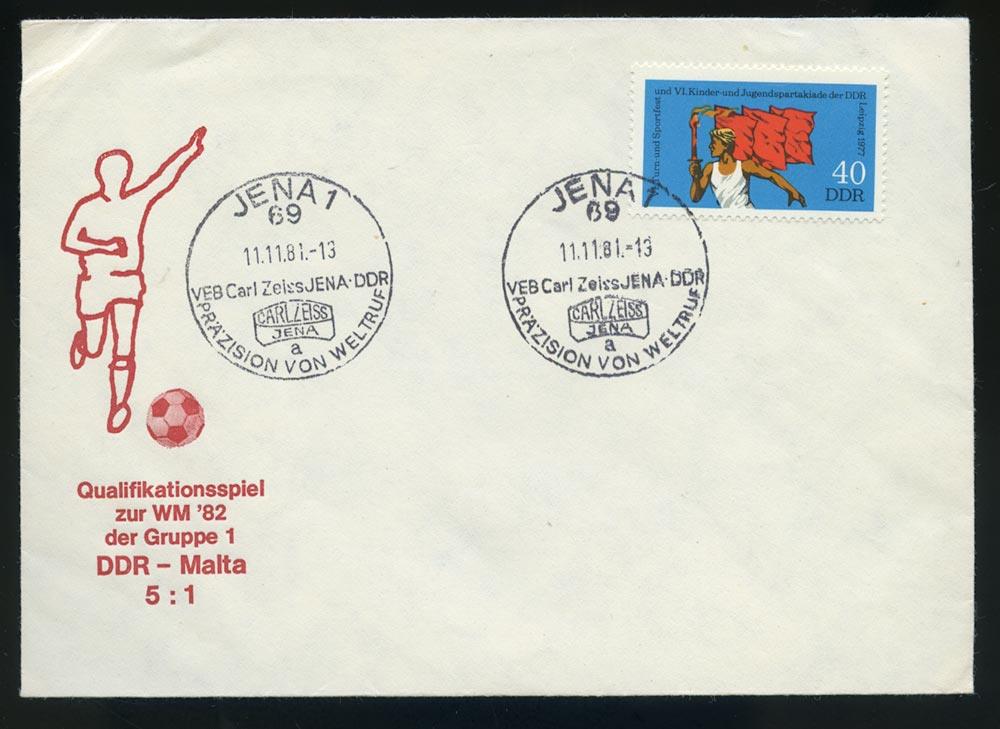 JENA 1
69
11.11.81.-13
VEB Carl Zeiss JENA·DDR
CARL ZEISS
JENA
a
PRÄZISION VON WELTRUF
JENA 1
69
11.11.81.-13
VEB Carl Zeiss JENA·DDR
CARL ZEISS
JENA
a
PRÄZISION VON WELTRUF
Turn-und Sportfest und VI. Kinder-und Jugendspartakiade der DDR Leipzig 1977
40
DDR
Qualifikationsspiel
zur WM '82
der Gruppe 1
DDR – Malta
5 : 1